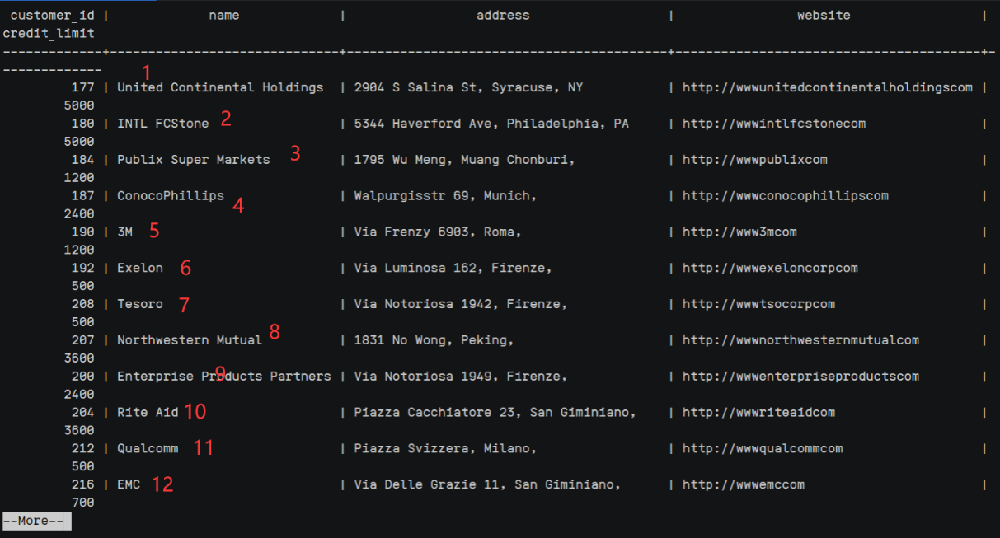 customer_id | name | address | website |
credit_limit
-------------+------------------------------+------------------------------------------+----------------------------------------+-
-------------
1
177 | United Continental Holdings | 2904 S Salina St, Syracuse, NY | http://wwwunitedcontinentalholdingscom |
5000
180 | INTL FCStone 2 | 5344 Haverford Ave, Philadelphia, PA | http://wwwintlfcstonecom |
5000
184 | Publix Super Markets 3 | 1795 Wu Meng, Muang Chonburi, | http://wwwpublixcom |
1200
187 | ConocoPhillips 4 | Walpurgisstr 69, Munich, | http://wwwconocophillipscom |
2400
190 | 3M 5 | Via Frenzy 6903, Roma, | http://www3mcom |
1200
192 | Exelon 6 | Via Luminosa 162, Firenze, | http://wwwexeloncorpcom |
500
208 | Tesoro 7 | Via Notoriosa 1942, Firenze, | http://wwwtsocorpcom |
500
207 | Northwestern Mutual 8 | 1831 No Wong, Peking, | http://wwwnorthwesternmutualcom |
3600
200 | Enterprise Products Partners 9 | Via Notoriosa 1949, Firenze, | http://wwwenterpriseproductscom |
2400
204 | Rite Aid 10 | Piazza Cacchiatore 23, San Giminiano, | http://wwwriteaidcom |
3600
212 | Qualcomm 11 | Piazza Svizzera, Milano, | http://wwwqualcommcom |
500
216 | EMC 12 | Via Delle Grazie 11, San Giminiano, | http://wwwemccom |
700
--More--